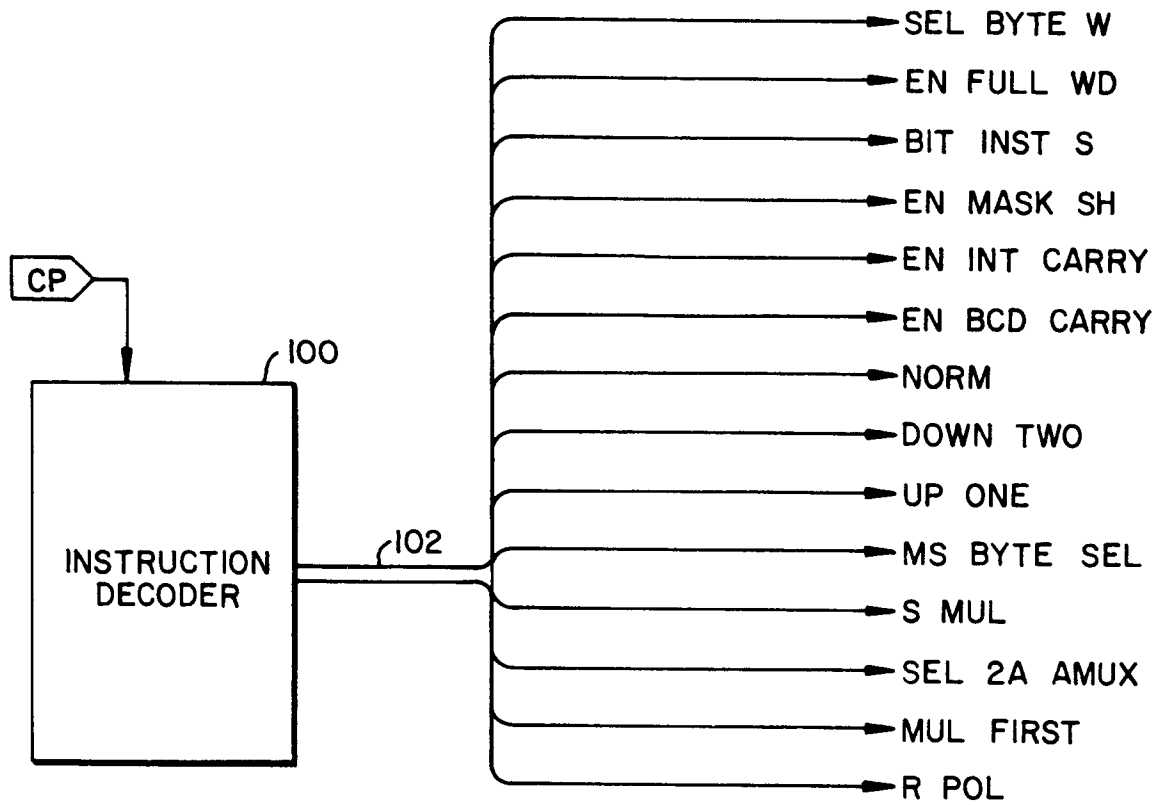 SEL BYTE W
EN FULL WD
BIT INST S
EN MASK SH
EN INT CARRY
CP
EN BCD CARRY
100
NORM
DOWN TWO
UP ONE
102
MS BYTE SEL
INSTRUCTION
DECODER
S MUL
SEL 2A AMUX
MUL FIRST
R POL